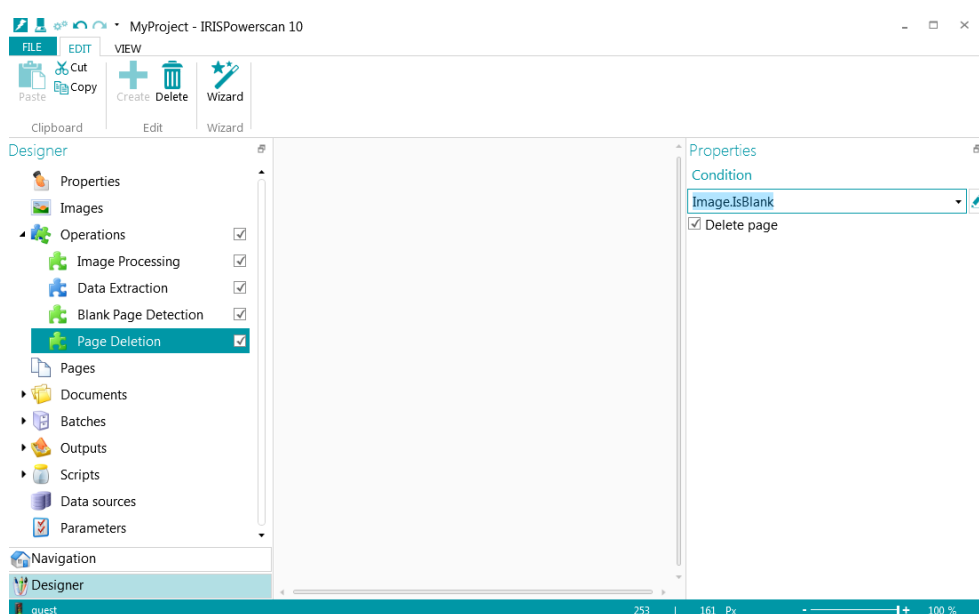 MyProject - IRISPowerscan 10
FILE EDIT VIEW
Paste
Cut
Copy
Create Delete Wizard
Clipboard Edit Wizard
Designer
Properties
Images
Operations
Image Processing
Data Extraction
Blank Page Detection
Page Deletion
Pages
Documents
Batches
Outputs
Scripts
Data sources
Parameters
Navigation
Designer
Properties
Condition
Image.IsBlank
Delete page
guest 253 | 161 Px - + 100 %